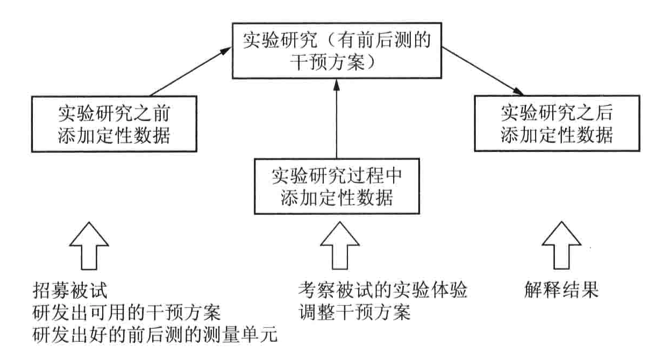 实验研究（有前后测的
干预方案）
实验研究之前
添加定性数据
实验研究之后
添加定性数据
实验研究过程中
添加定性数据
招募被试
研发出可用的干预方案
研发出好的前后测的测量单元
考察被试的实验体验
调整干预方案
解释结果